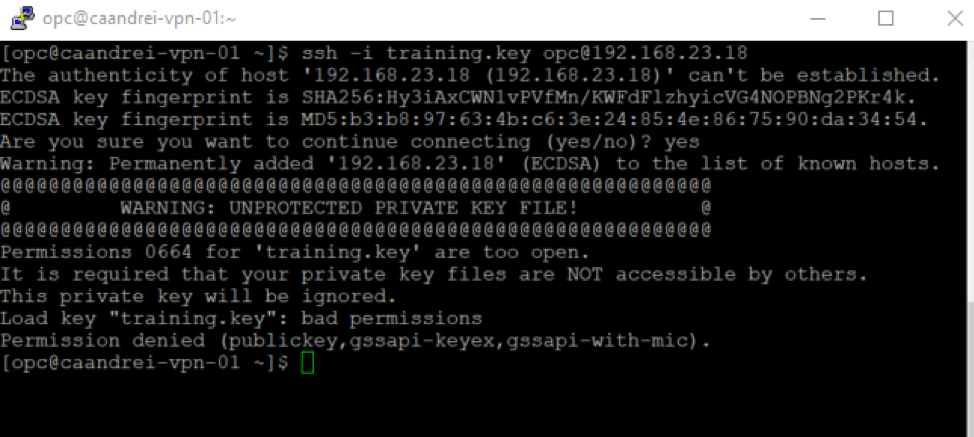 opc@caandrei-vpn-01:~
[opc@caandrei-vpn-01 ~]$ ssh -i training.key opc@192.168.23.18
The authenticity of host '192.168.23.18 (192.168.23.18)' can't be established.
ECDSA key fingerprint is SHA256:Hy3iAxCWNlvPVfMn/KWFdFlzhyicVG4NOPBNg2PKr4k.
ECDSA key fingerprint is MD5:b3:b8:97:63:4b:c6:3e:24:85:4e:86:75:90:da:34:54.
Are you sure you want to continue connecting (yes/no)? yes
Warning: Permanently added '192.168.23.18' (ECDSA) to the list of known hosts.
@@@@@@@@@@@@@@@@@@@@@@@@@@@@@@@@@@@@@@@@@@@@@@@@@@@@@@@@@@@
@         WARNING: UNPROTECTED PRIVATE KEY FILE!          @
@@@@@@@@@@@@@@@@@@@@@@@@@@@@@@@@@@@@@@@@@@@@@@@@@@@@@@@@@@@
Permissions 0664 for 'training.key' are too open.
It is required that your private key files are NOT accessible by others.
This private key will be ignored.
Load key "training.key": bad permissions
Permission denied (publickey,gssapi-keyex,gssapi-with-mic).
[opc@caandrei-vpn-01 ~]$